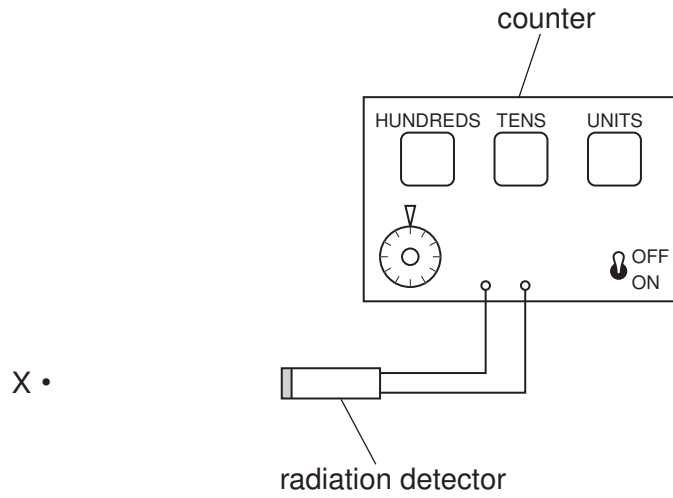 counter
HUNDREDS TENS UNITS
OFF
ON
X
radiation detector